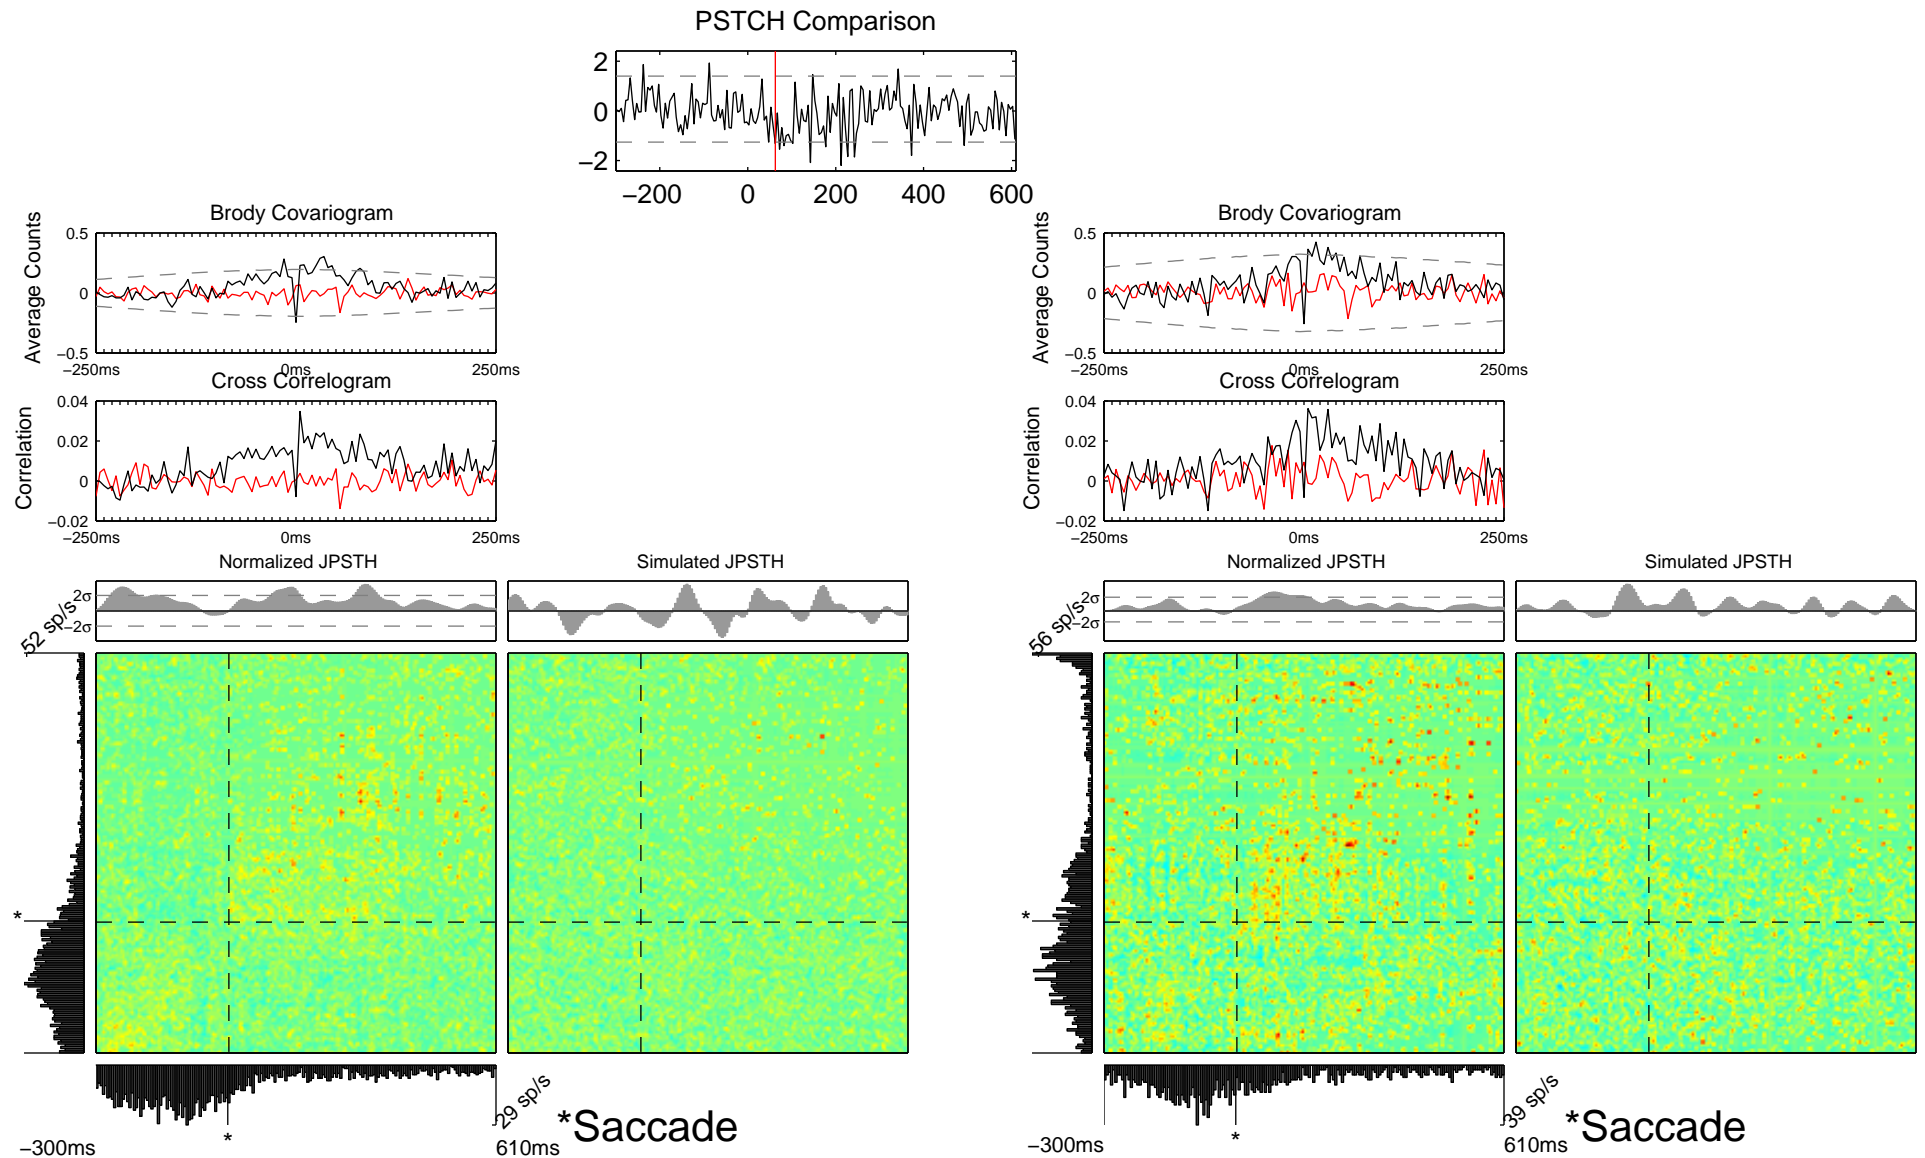 PSTCH Comparison
2
0
−2
−200 0 200 400 600
Brody Covariogram
Average Counts
0.5
0
−0.5
−250ms 0ms 250ms
Cross Correlogram
Correlation
0.04
0.02
0
−0.02
−250ms 0ms 250ms
Normalized JPSTH
Simulated JPSTH
2σ
−2σ
52 sp/s
*
*
29 sp/s
−300ms
610ms
*Saccade
Brody Covariogram
Average Counts
0.5
0
−0.5
−250ms 0ms 250ms
Cross Correlogram
Correlation
0.04
0.02
0
−0.02
−250ms 0ms 250ms
Normalized JPSTH
Simulated JPSTH
2σ
−2σ
56 sp/s
*
*
39 sp/s
−300ms
610ms
*Saccade